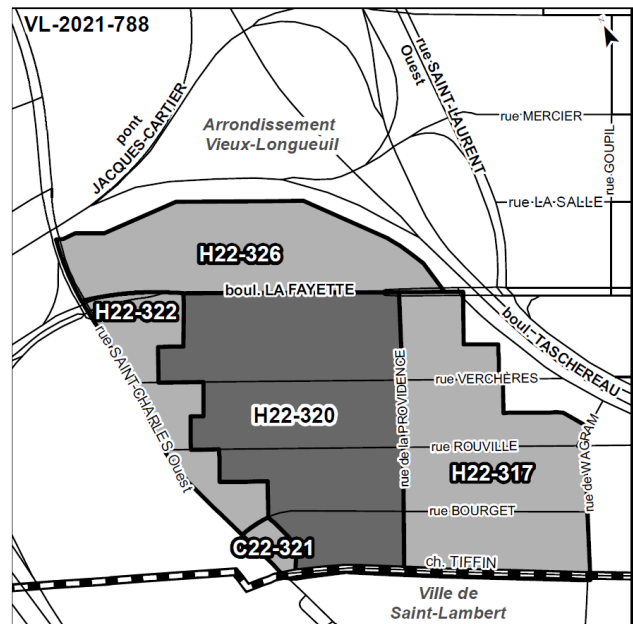 VL-2021-788
pont
JACQUES-CARTIER
rue SAINT-LAURENT
Ouest
Arrondissement
Vieux-Longueuil
rue MERCIER
rue GOUPIL
rue LA SALLE
H22-326
boul. LA FAYETTE
H22-322
boul. TASCHEREAU
rue SAINT-CHARLES Ouest
rue de la PROVIDENCE
rue VERCHÈRES
H22-320
rue ROUVILLE
H22-317
rue de WAGRAM
rue BOURGET
C22-321
ch. TIFFIN
Ville de
Saint-Lambert